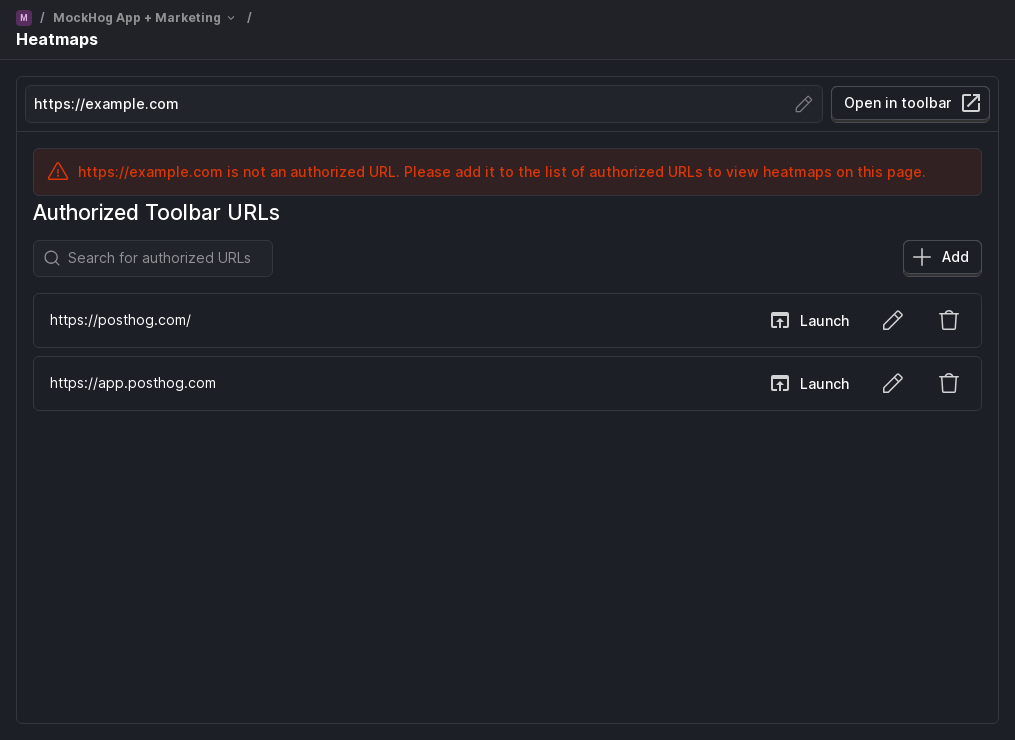 M / MockHog App + Marketing /
Heatmaps
https://example.com
Open in toolbar
https://example.com is not an authorized URL. Please add it to the list of authorized URLs to view heatmaps on this page.
Authorized Toolbar URLs
Search for authorized URLs
Add
https://posthog.com/
Launch
https://app.posthog.com
Launch